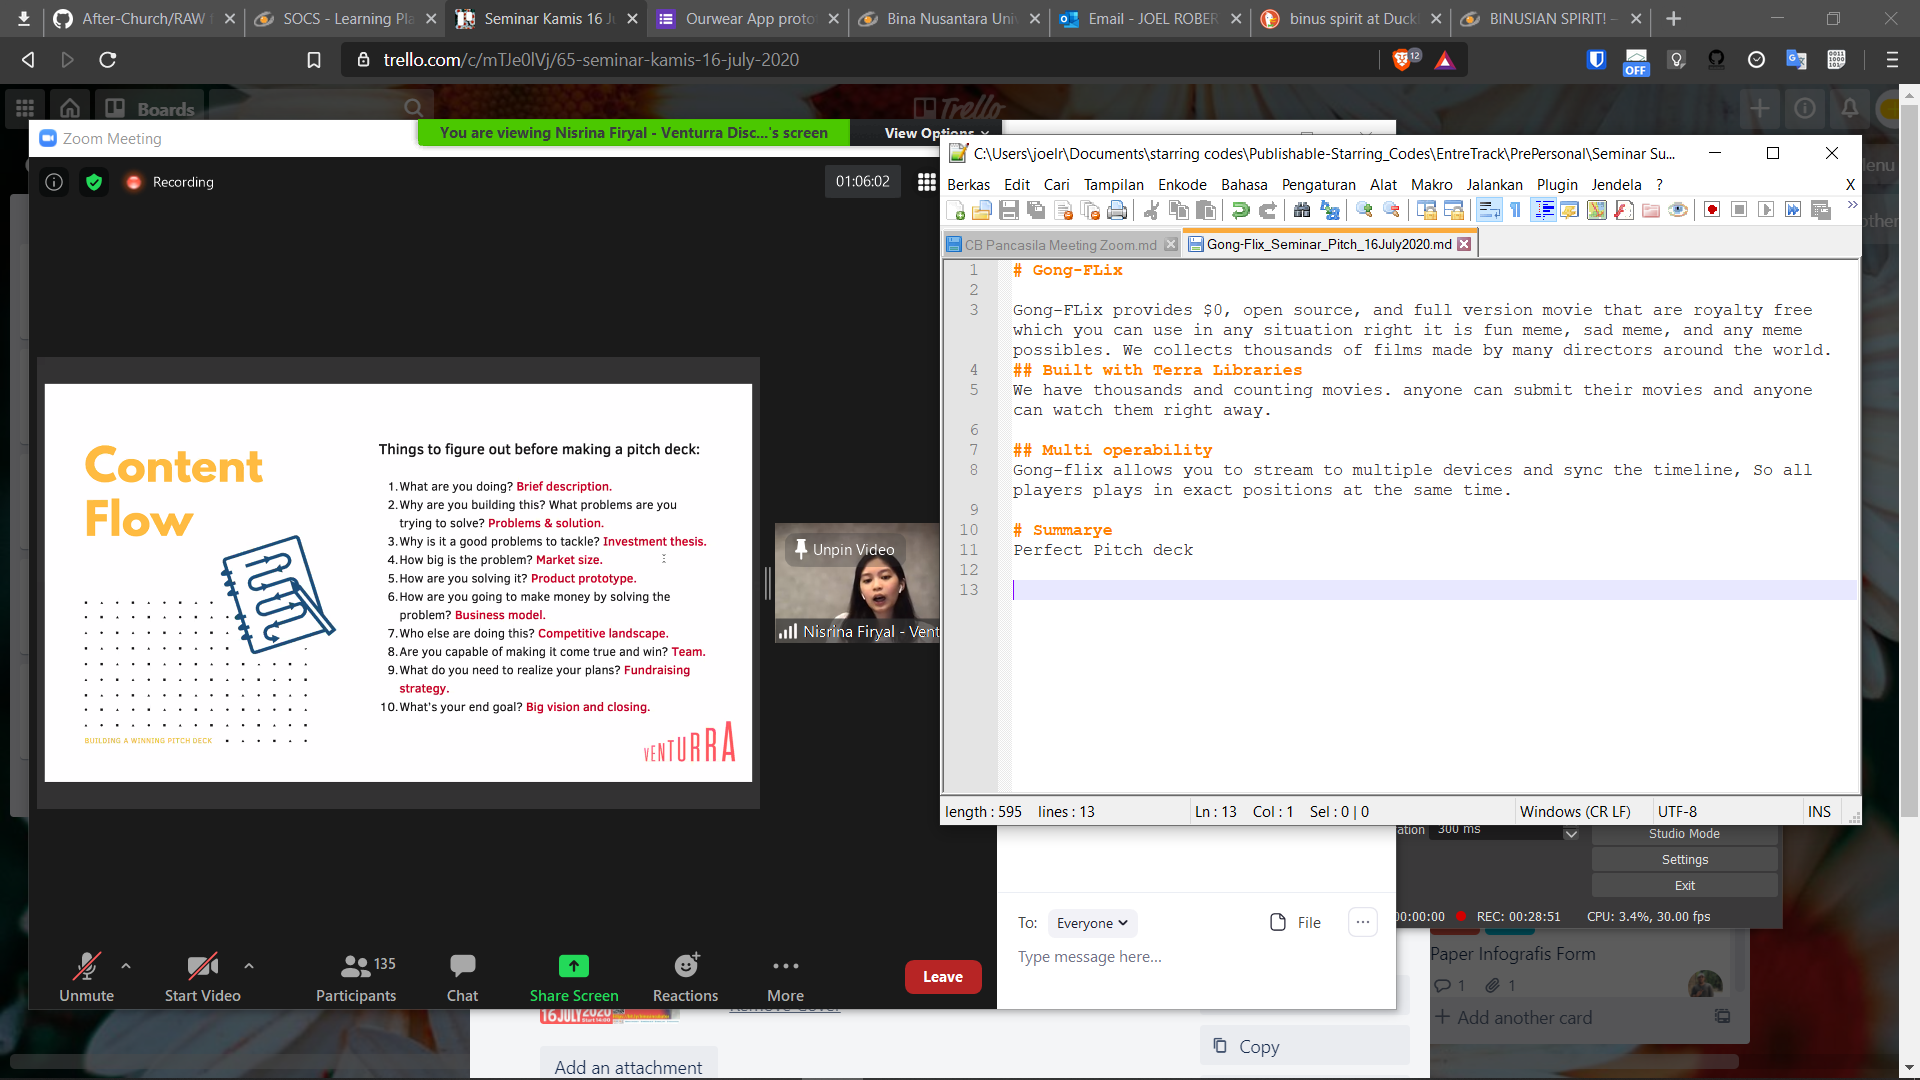 After-Church/RAW
SOCS - Learning Pla
Seminar Kamis 16 J
Ourwear App proto
Bina Nusantara Uni
Email - JOEL ROBER
binus spirit at Duck
BINUSIAN SPIRIT! –
trello.com/c/mTJe0lVj/65-seminar-kamis-16-july-2020
12
OFF
Boards
Trello
Zoom Meeting
You are viewing Nisrina Firyal - Venturra Disc...'s screen
View Options
Recording
01:06:02
Content
Flow
BUILDING A WINNING PITCH DECK
Things to figure out before making a pitch deck:
1. What are you doing? Brief description.
2. Why are you building this? What problems are you
trying to solve? Problems & solution.
3. Why is it a good problems to tackle? Investment thesis.
4. How big is the problem? Market size.
5. How are you solving it? Product prototype.
6. How are you going to make money by solving the
problem? Business model.
7. Who else are doing this? Competitive landscape.
8. Are you capable of making it come true and win? Team.
9. What do you need to realize your plans? Fundraising
strategy.
10. What's your end goal? Big vision and closing.
VENTURRA
Unpin Video
Nisrina Firyal - Vent
Unmute
Start Video
135
Participants
Chat
Share Screen
Reactions
More
Leave
C:\Users\joelr\Documents\starring codes\Publishable-Starring_Codes\EntreTrack\PrePersonal\Seminar Su...
Berkas Edit Cari Tampilan Enkode Bahasa Pengaturan Alat Makro Jalankan Plugin Jendela ? X
CB Pancasila Meeting Zoom.md
Gong-Flix_Seminar_Pitch_16July2020.md
1 # Gong-FLix
2
3 Gong-FLix provides $0, open source, and full version movie that are royalty free
which you can use in any situation right it is fun meme, sad meme, and any meme
possibles. We collects thousands of films made by many directors around the world.
4 ## Built with Terra Libraries
5 We have thousands and counting movies. anyone can submit their movies and anyone
can watch them right away.
6
7 ## Multi operability
8 Gong-flix allows you to stream to multiple devices and sync the timeline, So all
players plays in exact positions at the same time.
9
10 # Summarye
11 Perfect Pitch deck
12
13
length : 595 lines : 13
Ln : 13 Col : 1 Sel : 0 | 0
Windows (CR LF)
UTF-8
INS
ation 300 ms
Studio Mode
Settings
Exit
00:00:00
REC: 00:28:51
CPU: 3.4%, 30.00 fps
To: Everyone
File
Type message here...
Paper Infografis Form
1 1
Add another card
16JULY2020
Remove Cover
Add an attachment
Copy